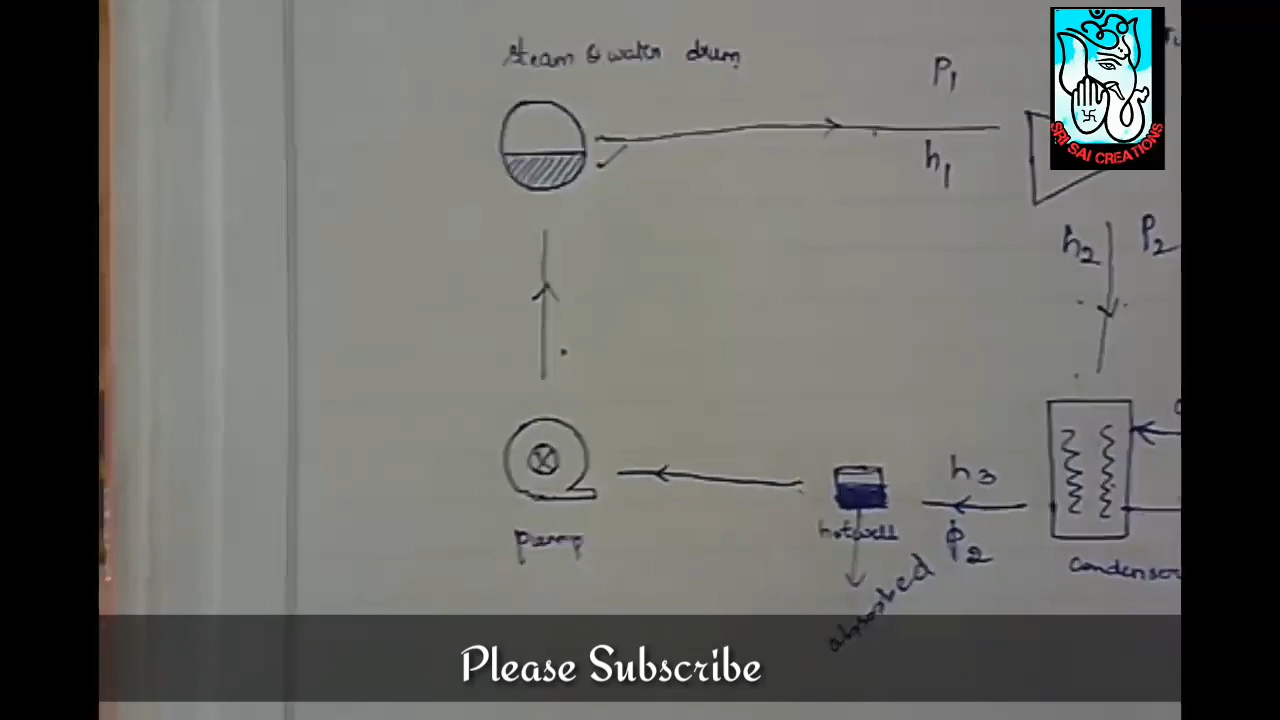 steam & water drum
P1
h1
h2
P2
h3
P2
pump
hotwell
absorbed
Condenser
SRI SAI CREATIONS
Please Subscribe